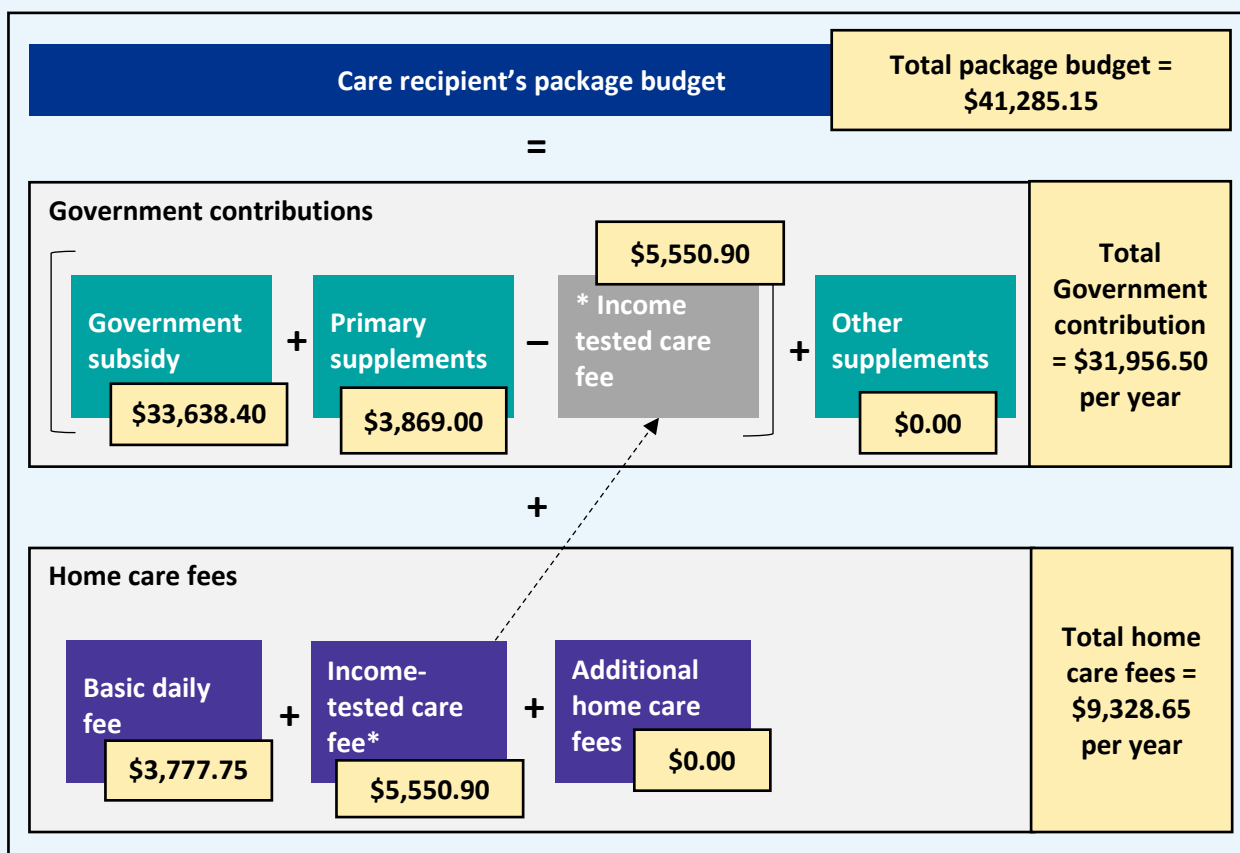 Care recipient's package budget
Total package budget =
$41,285.15
=
Government contributions
$5,550.90
Government
subsidy
$33,638.40
+
Primary
supplements
$3,869.00
–
* Income
tested care
fee
+
Other
supplements
$0.00
Total
Government
contribution
= $31,956.50
per year
+
Home care fees
Basic daily
fee
$3,777.75
+
Income-
tested care
fee*
$5,550.90
+
Additional
home care
fees
$0.00
Total home
care fees =
$9,328.65
per year